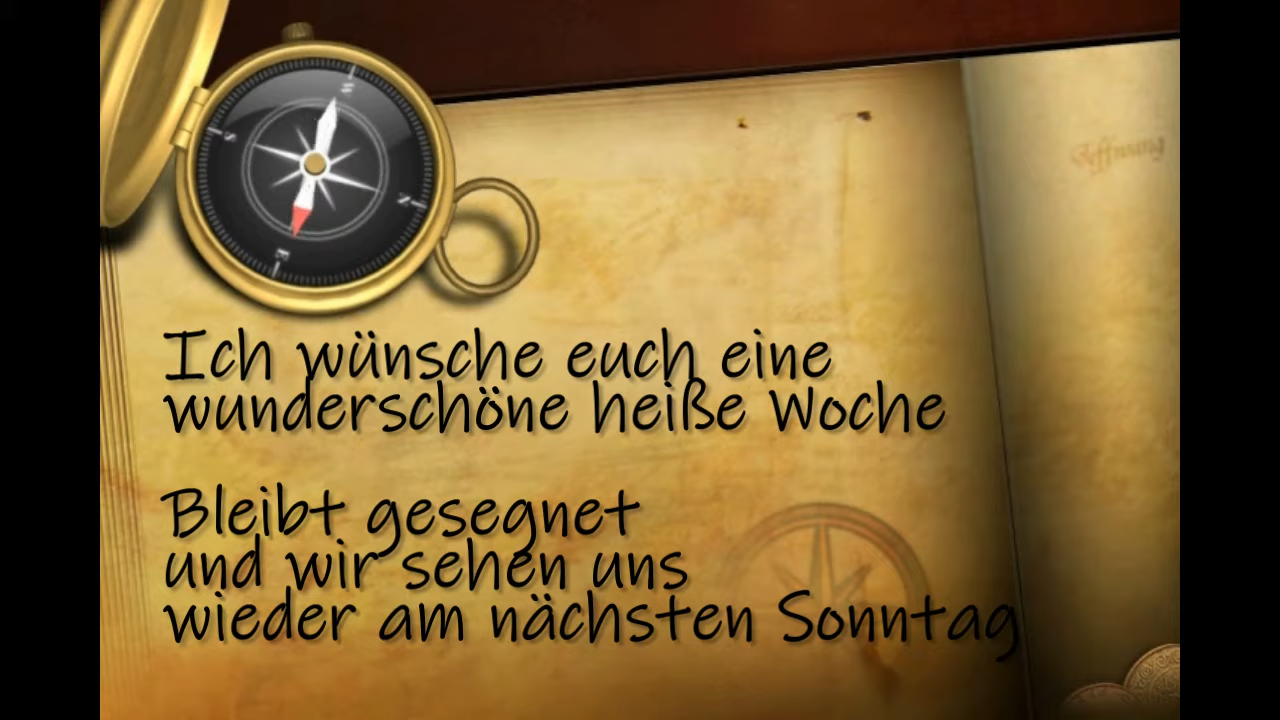 Ich wünsche euch eine
wunderschöne heiße Woche
Bleibt gesegnet
und wir sehen uns
wieder am nächsten Sonntag